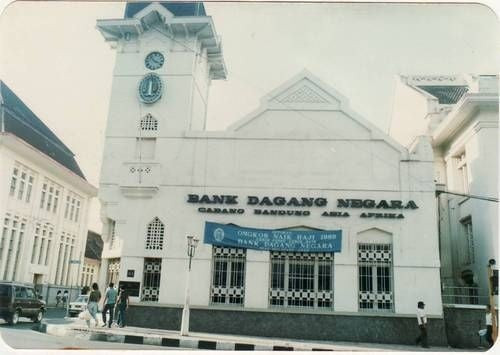 BANK DAGANG NEGARA
CABANG BANDUNG ASIA AFRIKA
ONGKOS NAIK HAJI 1989
BANK DAGANG NEGARA